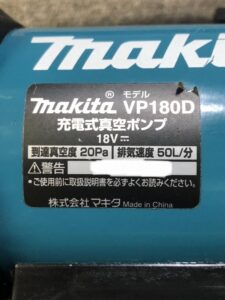 maki
モデル
makita® VP180D
充電式真空ポンプ
18V⎓
到達真空度 20Pa 排気速度 50L/分
⚠警告
•ご使用前に取扱説明書を必ずよくお読みください。
株式会社 マキタ Made in China